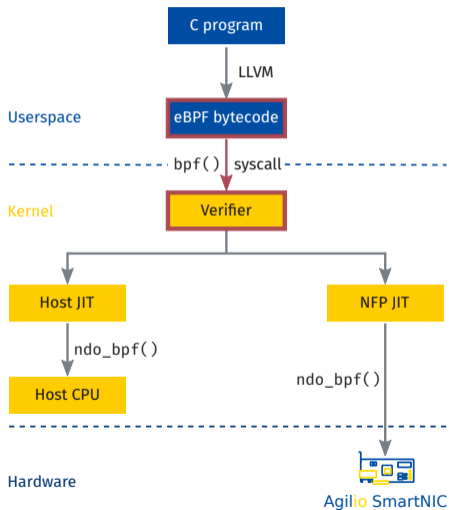 C program
LLVM
Userspace
eBPF bytecode
bpf() syscall
Kernel
Verifier
Host JIT
NFP JIT
ndo_bpf()
ndo_bpf()
Host CPU
Hardware
Agilio SmartNIC